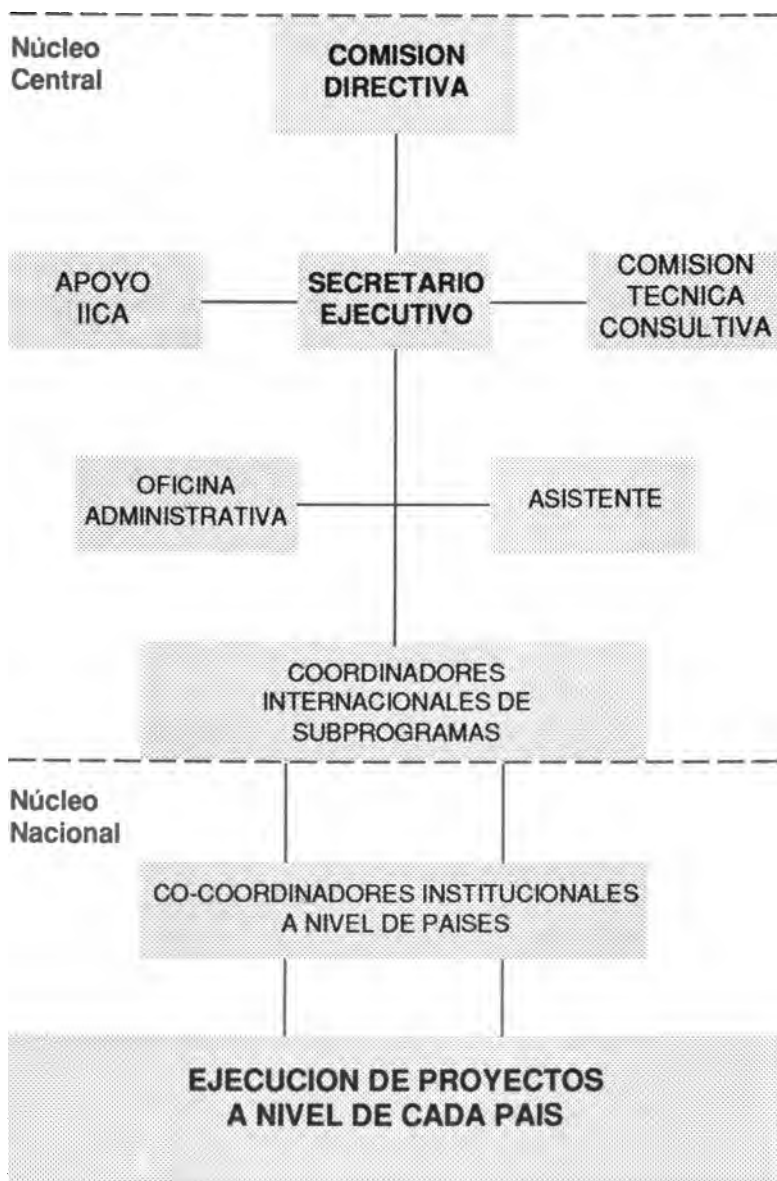 Núcleo
Central
COMISION
DIRECTIVA
APOYO
IICA
SECRETARIO
EJECUTIVO
COMISION
TECNICA
CONSULTIVA
OFICINA
ADMINISTRATIVA
ASISTENTE
COORDINADORES
INTERNACIONALES DE
SUBPROGRAMAS
Núcleo
Nacional
CO-COORDINADORES INSTITUCIONALES
A NIVEL DE PAISES
EJECUCION DE PROYECTOS
A NIVEL DE CADA PAIS